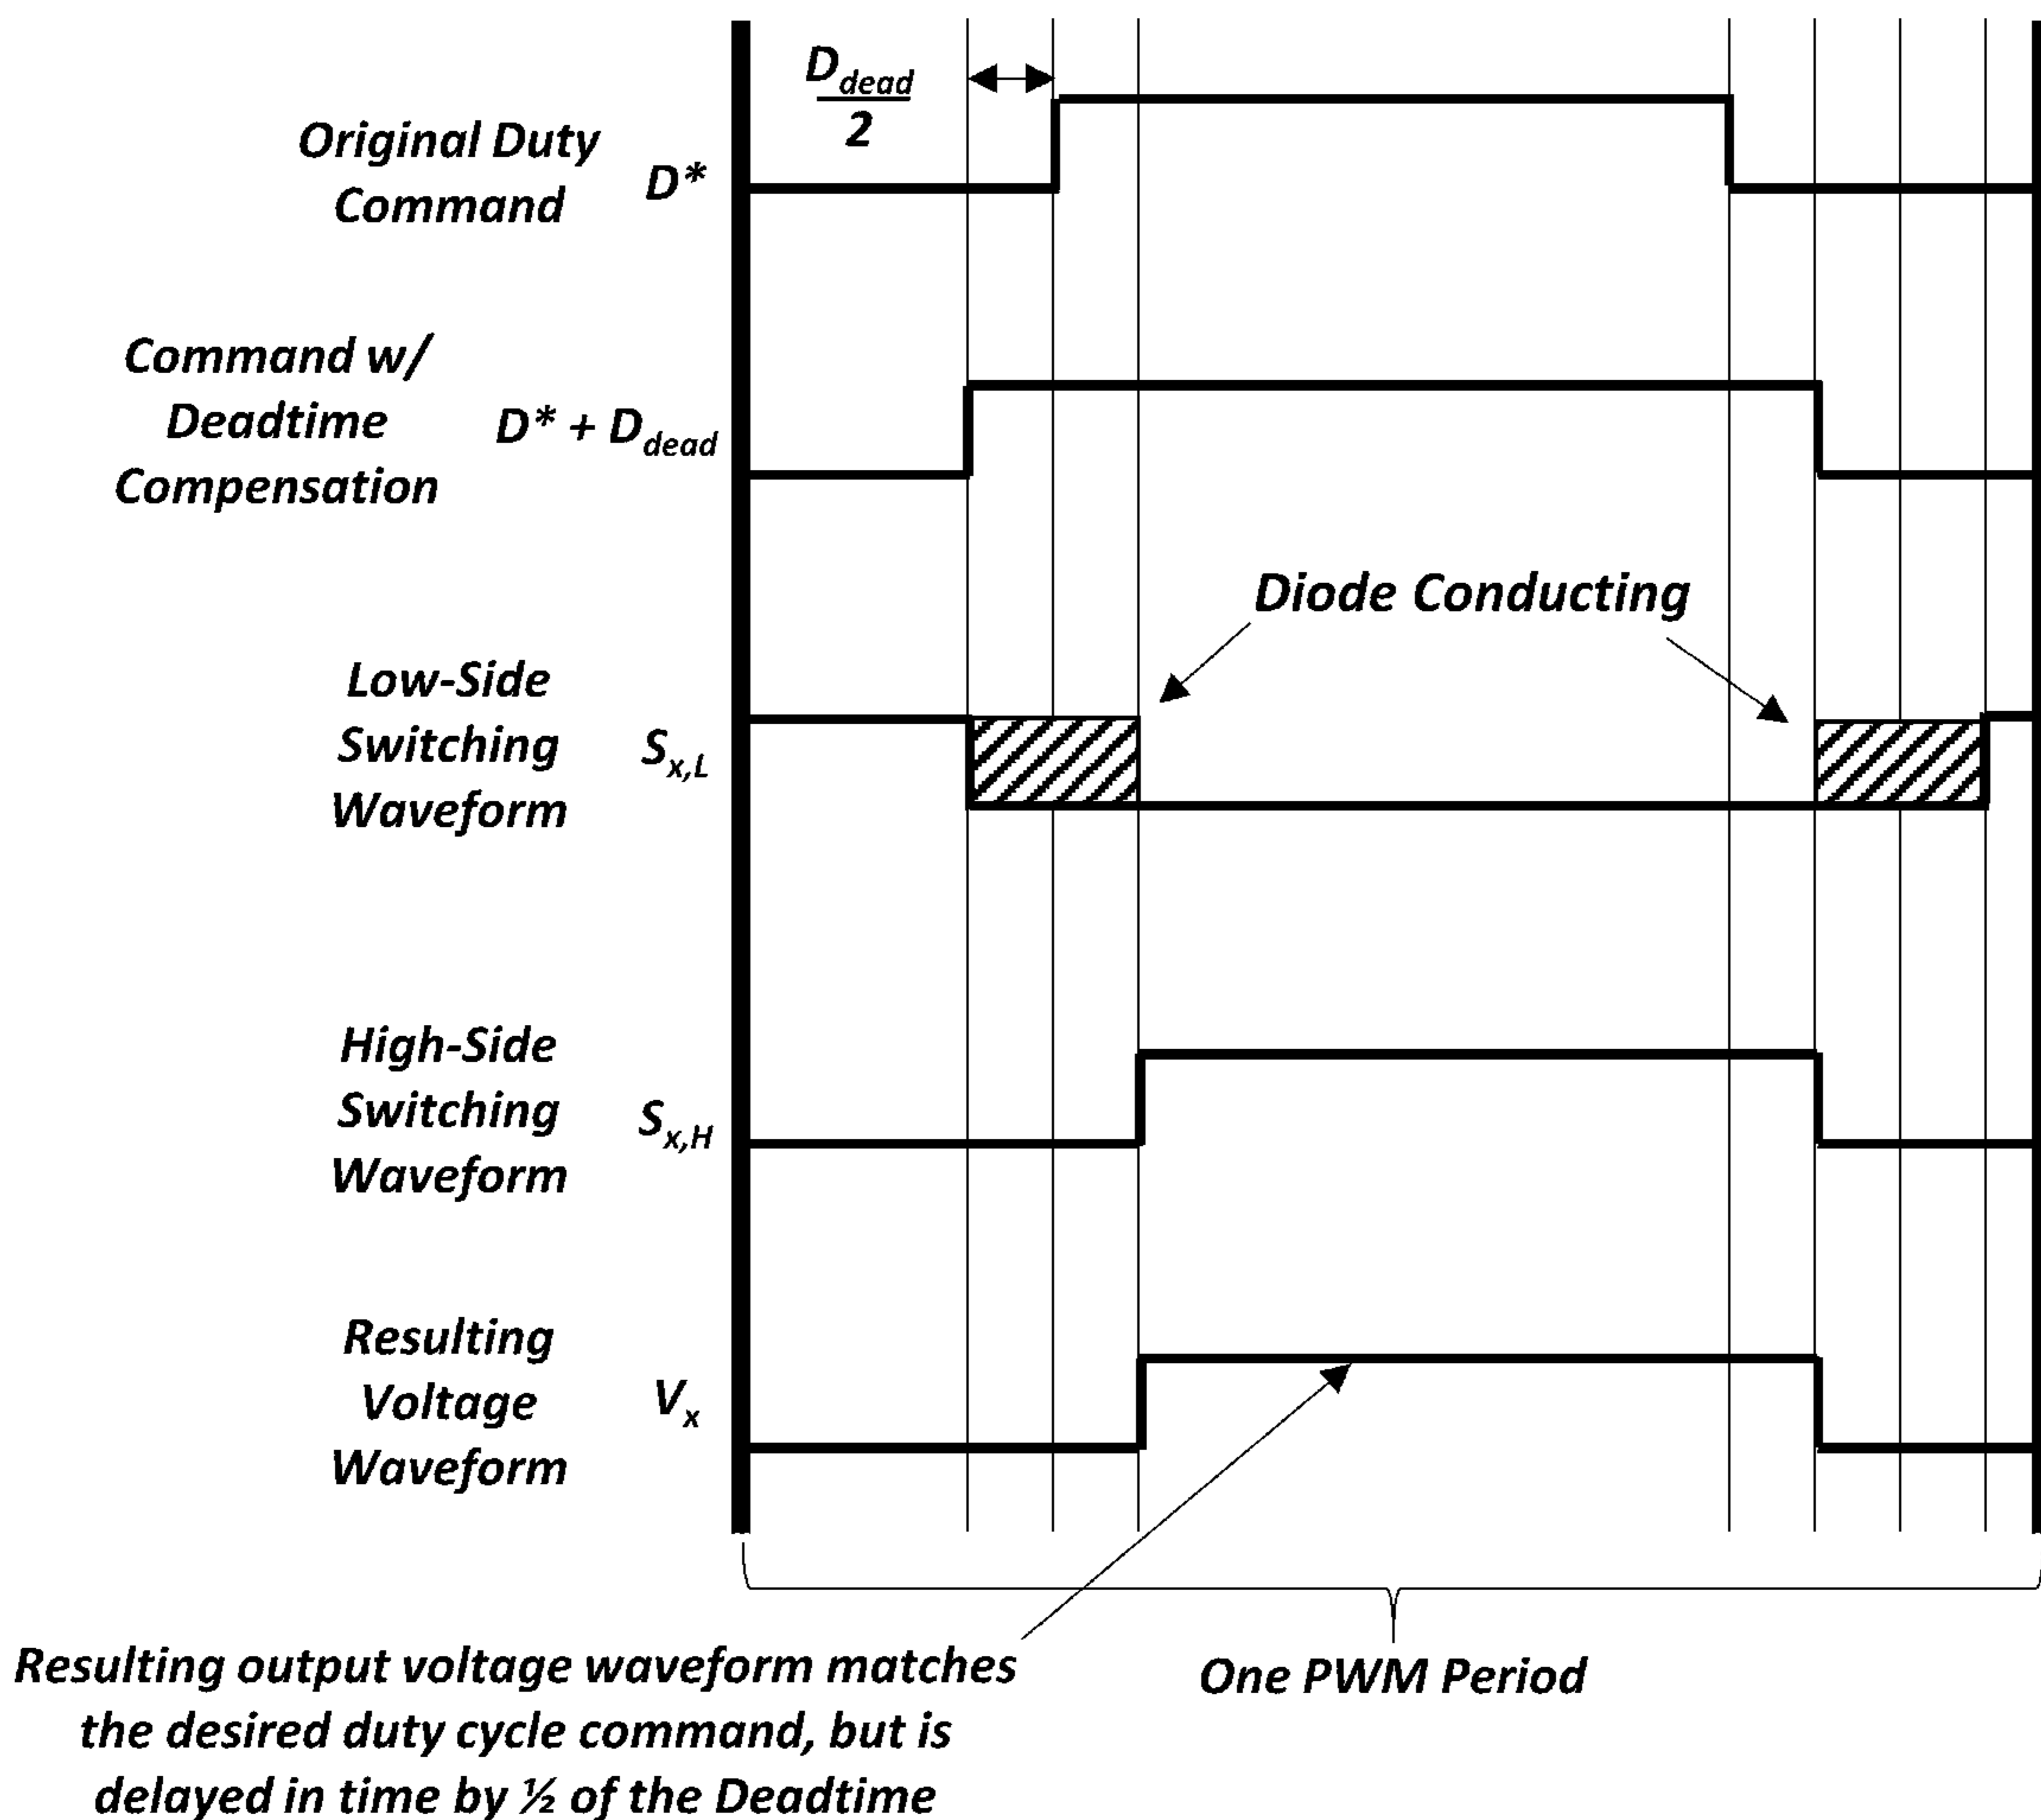 D_dead
2
Original Duty
Command
D*
Command w/
Deadtime
Compensation
D* + D_dead
Diode Conducting
Low-Side
Switching
Waveform
S_x,L
High-Side
Switching
Waveform
S_x,H
Resulting
Voltage
Waveform
V_x
Resulting output voltage waveform matches
the desired duty cycle command, but is
delayed in time by ½ of the Deadtime
One PWM Period